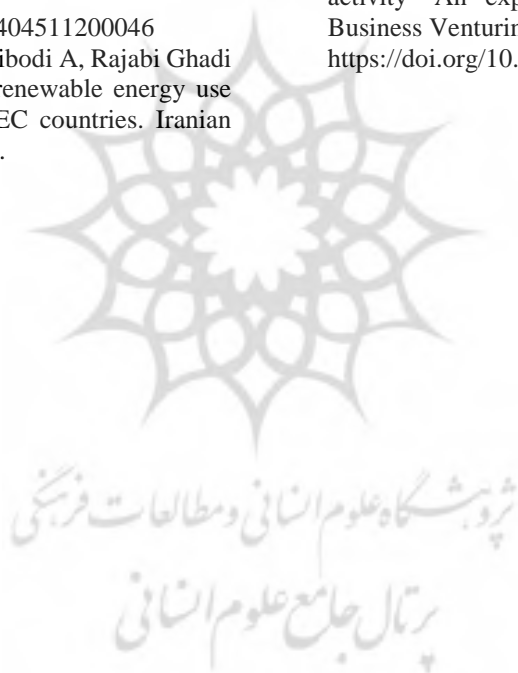 404511200046
ibodi A, Rajabi Ghadi
renewable energy use
EC countries. Iranian
.
activity An exp
Business Venturin
https://doi.org/10.
پژوهشگاه علوم انسانی و مطالعات فرهنگی
پرتال جامع علوم انسانی